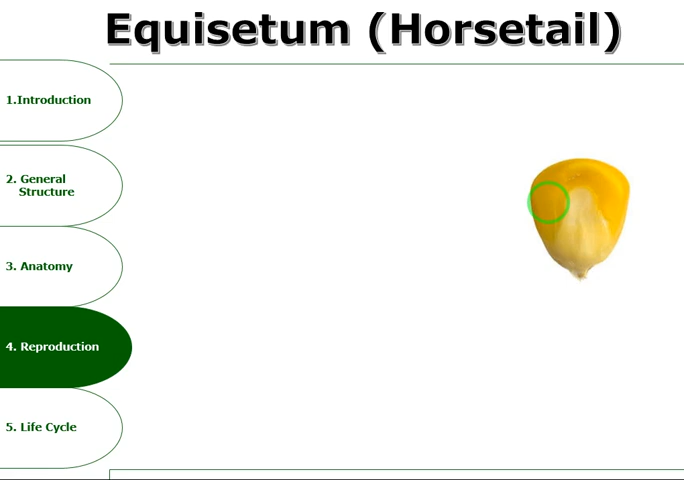 Equisetum (Horsetail)
1.Introduction
2. General
Structure
3. Anatomy
4. Reproduction
5. Life Cycle